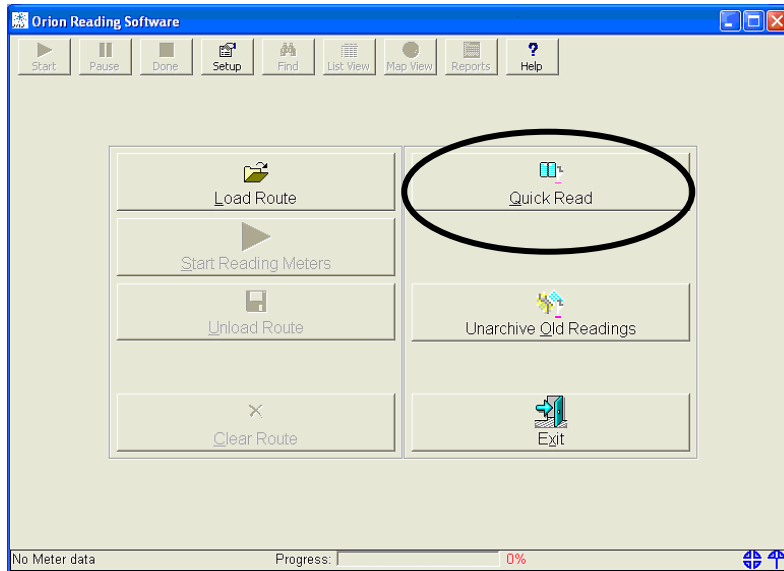 Orion Reading Software
Start Pause Done Setup Find List View Map View Reports Help
Load Route
Quick Read
Start Reading Meters
Unload Route
Unarchive Old Readings
Clear Route
Exit
No Meter data Progress: 0%